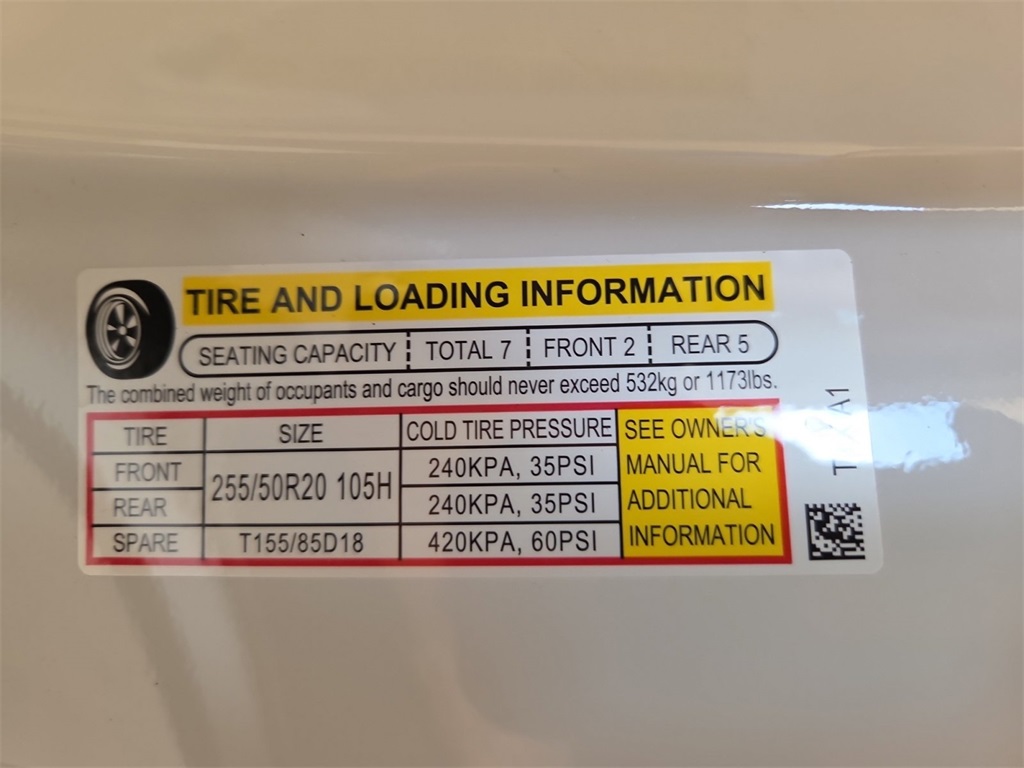 TIRE AND LOADING INFORMATION
SEATING CAPACITY TOTAL 7 FRONT 2 REAR 5
The combined weight of occupants and cargo should never exceed 532kg or 1173lbs.
TIRE SIZE COLD TIRE PRESSURE
FRONT 255/50R20 105H 240KPA, 35PSI
REAR 240KPA, 35PSI
SPARE T155/85D18 420KPA, 60PSI
SEE OWNER'S
MANUAL FOR
ADDITIONAL
INFORMATION